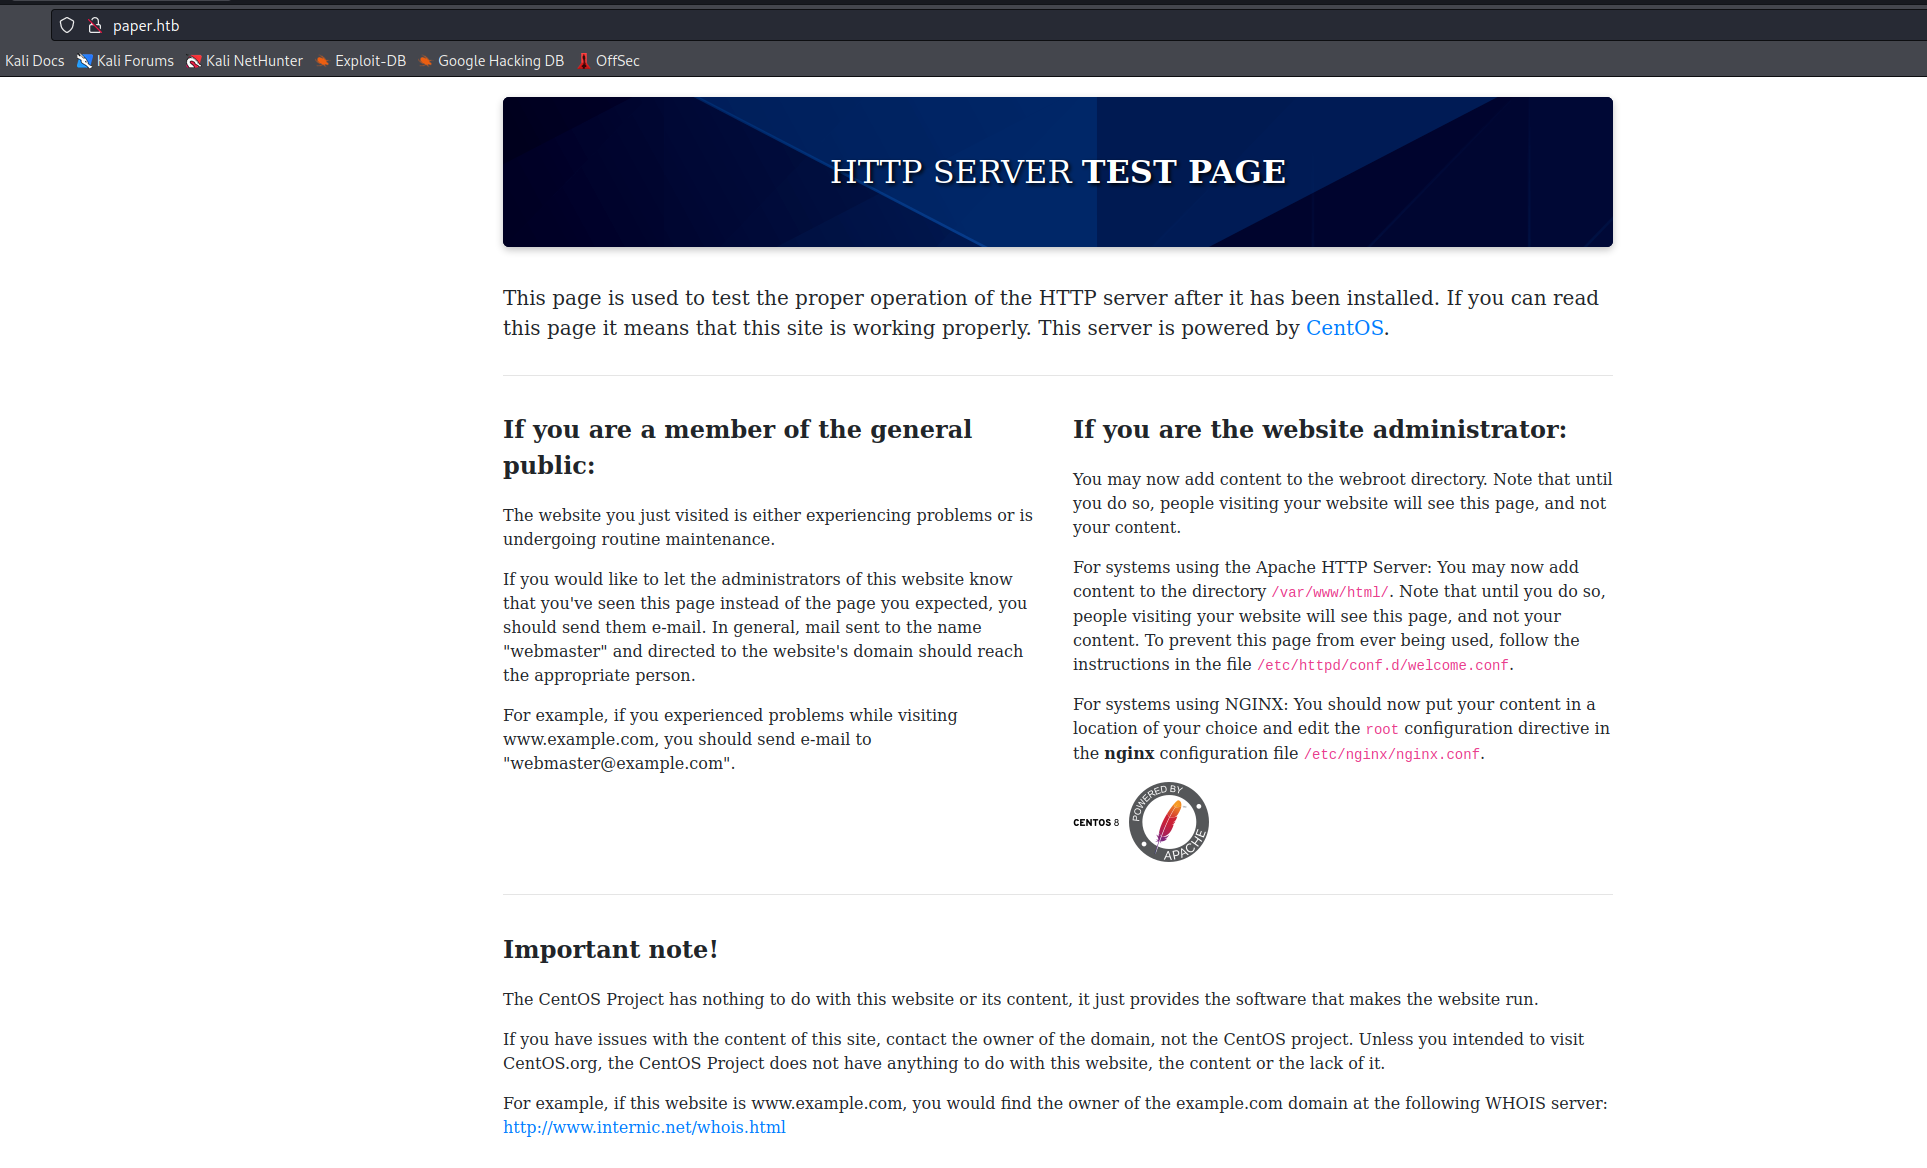 paper.htb
Kali Docs Kali Forums Kali NetHunter Exploit-DB Google Hacking DB OffSec
HTTP SERVER TEST PAGE
This page is used to test the proper operation of the HTTP server after it has been installed. If you can read
this page it means that this site is working properly. This server is powered by CentOS.
If you are a member of the general
public:
The website you just visited is either experiencing problems or is
undergoing routine maintenance.
If you would like to let the administrators of this website know
that you've seen this page instead of the page you expected, you
should send them e-mail. In general, mail sent to the name
"webmaster" and directed to the website's domain should reach
the appropriate person.
For example, if you experienced problems while visiting
www.example.com, you should send e-mail to
"webmaster@example.com".
If you are the website administrator:
You may now add content to the webroot directory. Note that until
you do so, people visiting your website will see this page, and not
your content.
For systems using the Apache HTTP Server: You may now add
content to the directory /var/www/html/. Note that until you do so,
people visiting your website will see this page, and not your
content. To prevent this page from ever being used, follow the
instructions in the file /etc/httpd/conf.d/welcome.conf.
For systems using NGINX: You should now put your content in a
location of your choice and edit the root configuration directive in
the nginx configuration file /etc/nginx/nginx.conf.
CENTOS 8
POWERED BY
APACHE
Important note!
The CentOS Project has nothing to do with this website or its content, it just provides the software that makes the website run.
If you have issues with the content of this site, contact the owner of the domain, not the CentOS project. Unless you intended to visit
CentOS.org, the CentOS Project does not have anything to do with this website, the content or the lack of it.
For example, if this website is www.example.com, you would find the owner of the example.com domain at the following WHOIS server:
http://www.internic.net/whois.html